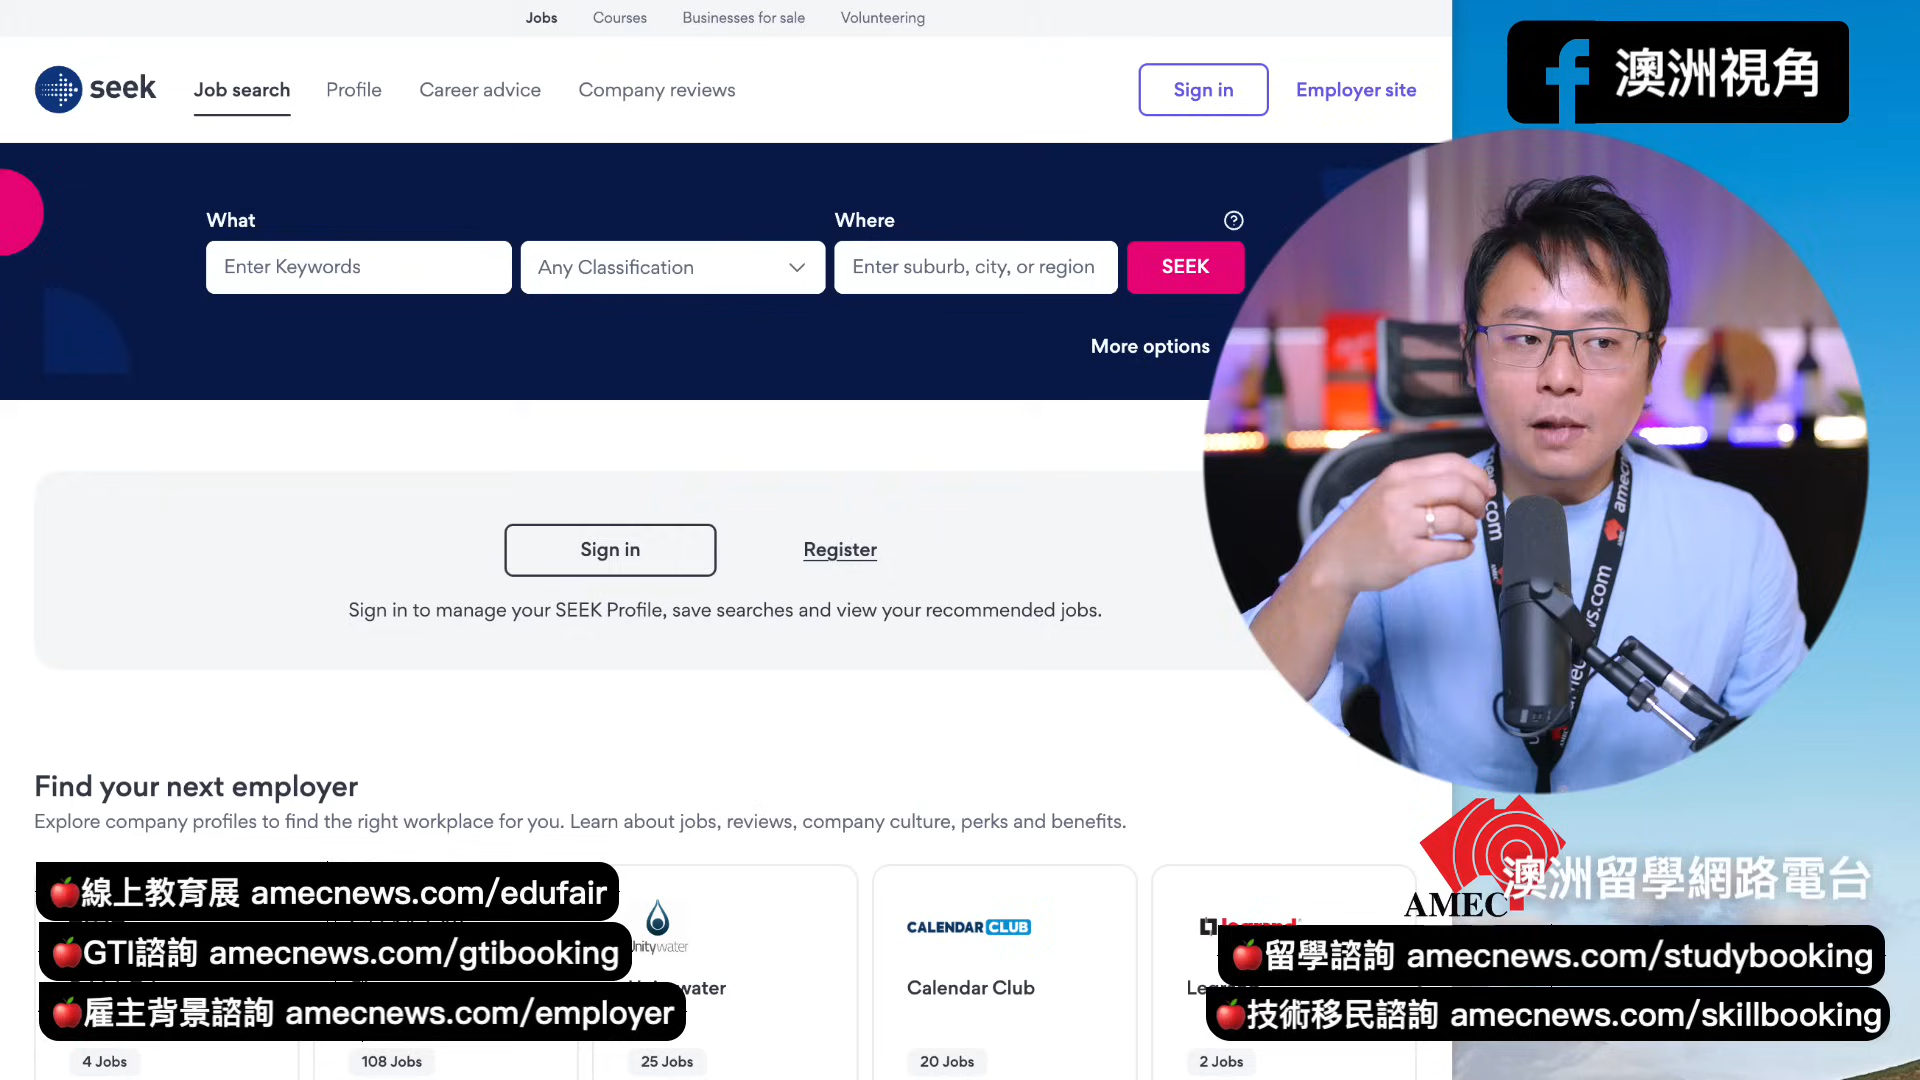 Jobs Courses Businesses for sale Volunteering
seek Job search Profile Career advice Company reviews Sign in Employer site
澳洲視角
What Where
Enter Keywords Any Classification Enter suburb, city, or region SEEK
More options
Sign in Register
Sign in to manage your SEEK Profile, save searches and view your recommended jobs.
amec
s.com
Find your next employer
Explore company profiles to find the right workplace for you. Learn about jobs, reviews, company culture, perks and benefits.
AMEC 澳洲留學網路電台
線上教育展 amecnews.com/edufair
GTI諮詢 amecnews.com/gtibooking
雇主背景諮詢 amecnews.com/employer
CALENDAR CLUB
Calendar Club
留學諮詢 amecnews.com/studybooking
技術移民諮詢 amecnews.com/skillbooking
4 Jobs 108 Jobs 25 Jobs 20 Jobs 2 Jobs